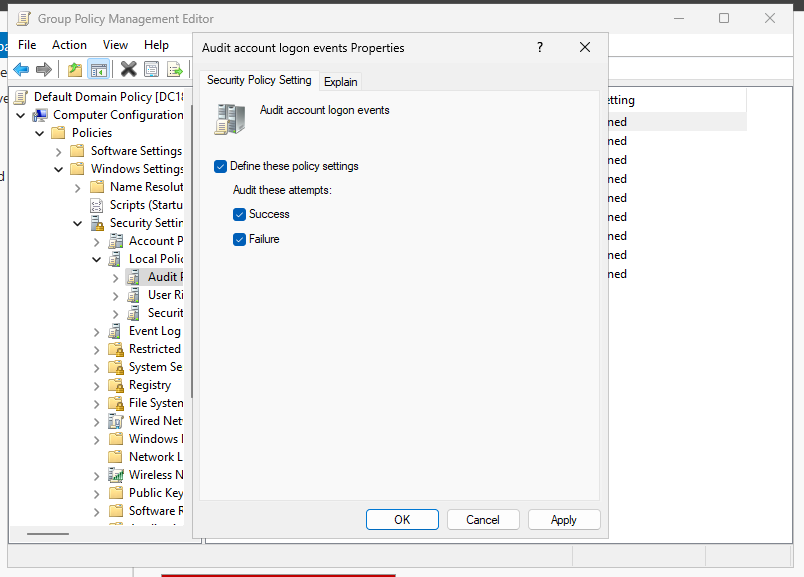 Group Policy Management Editor
File Action View Help
Audit account logon events Properties
?
Security Policy Setting
Explain
Audit account logon events
Define these policy settings
Audit these attempts:
Success
Failure
OK
Cancel
Apply
Default Domain Policy [DC18
Computer Configuration
Policies
Software Settings
Windows Settings
Name Resolut
Scripts (Startu
Security Settin
Account P
Local Polic
Audit P
User Ri
Securit
Event Log
Restricted
System Se
Registry
File System
Wired Net
Windows
Network L
Wireless N
Public Key
Software R
etting
ned
ned
ned
ned
ned
ned
ned
ned
ned